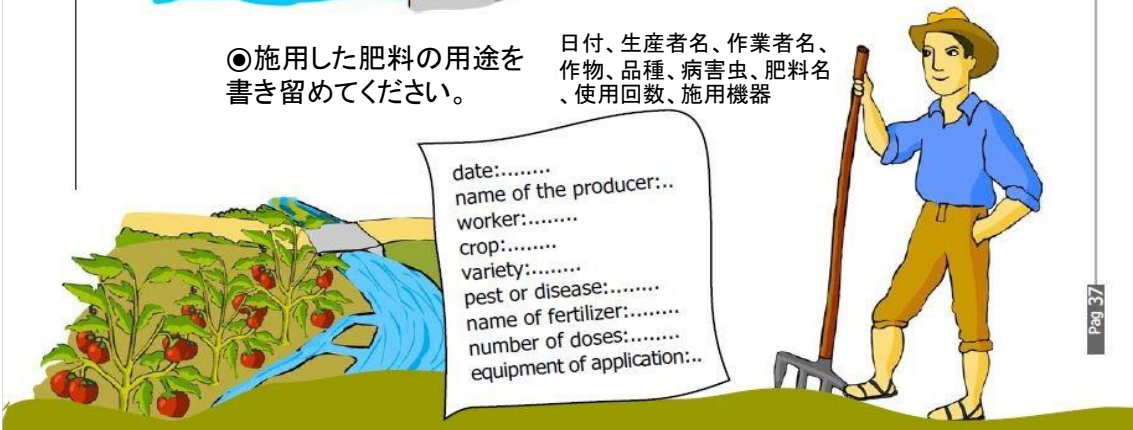 ◉施用した肥料の用途を
書き留めてください。
日付、生産者名、作業者名、
作物、品種、病害虫、肥料名
、使用回数、施用機器
date:........
name of the producer:..
worker:........
crop:........
variety:........
pest or disease:........
name of fertilizer:........
number of doses:........
equipment of application:..
Pag 37